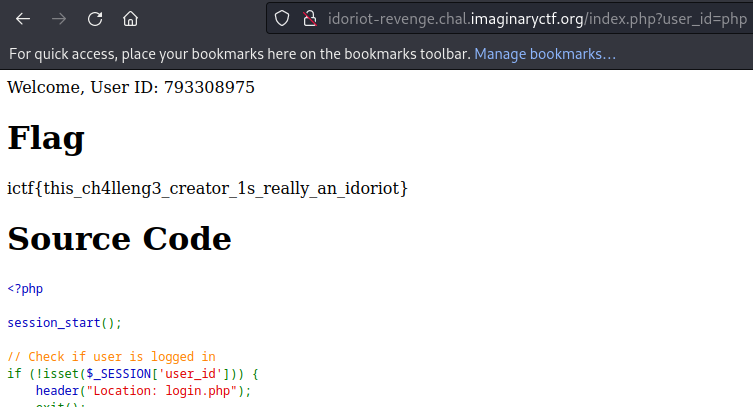 idoriot-revenge.chal.imaginaryctf.org/index.php?user_id=php
For quick access, place your bookmarks here on the bookmarks toolbar. Manage bookmarks…
Welcome, User ID: 793308975
Flag
ictf{this_ch4lleng3_creator_1s_really_an_idoriot}
Source Code
<?php
session_start();
// Check if user is logged in
if (!isset($_SESSION['user_id'])) {
    header("Location: login.php");
    exit();